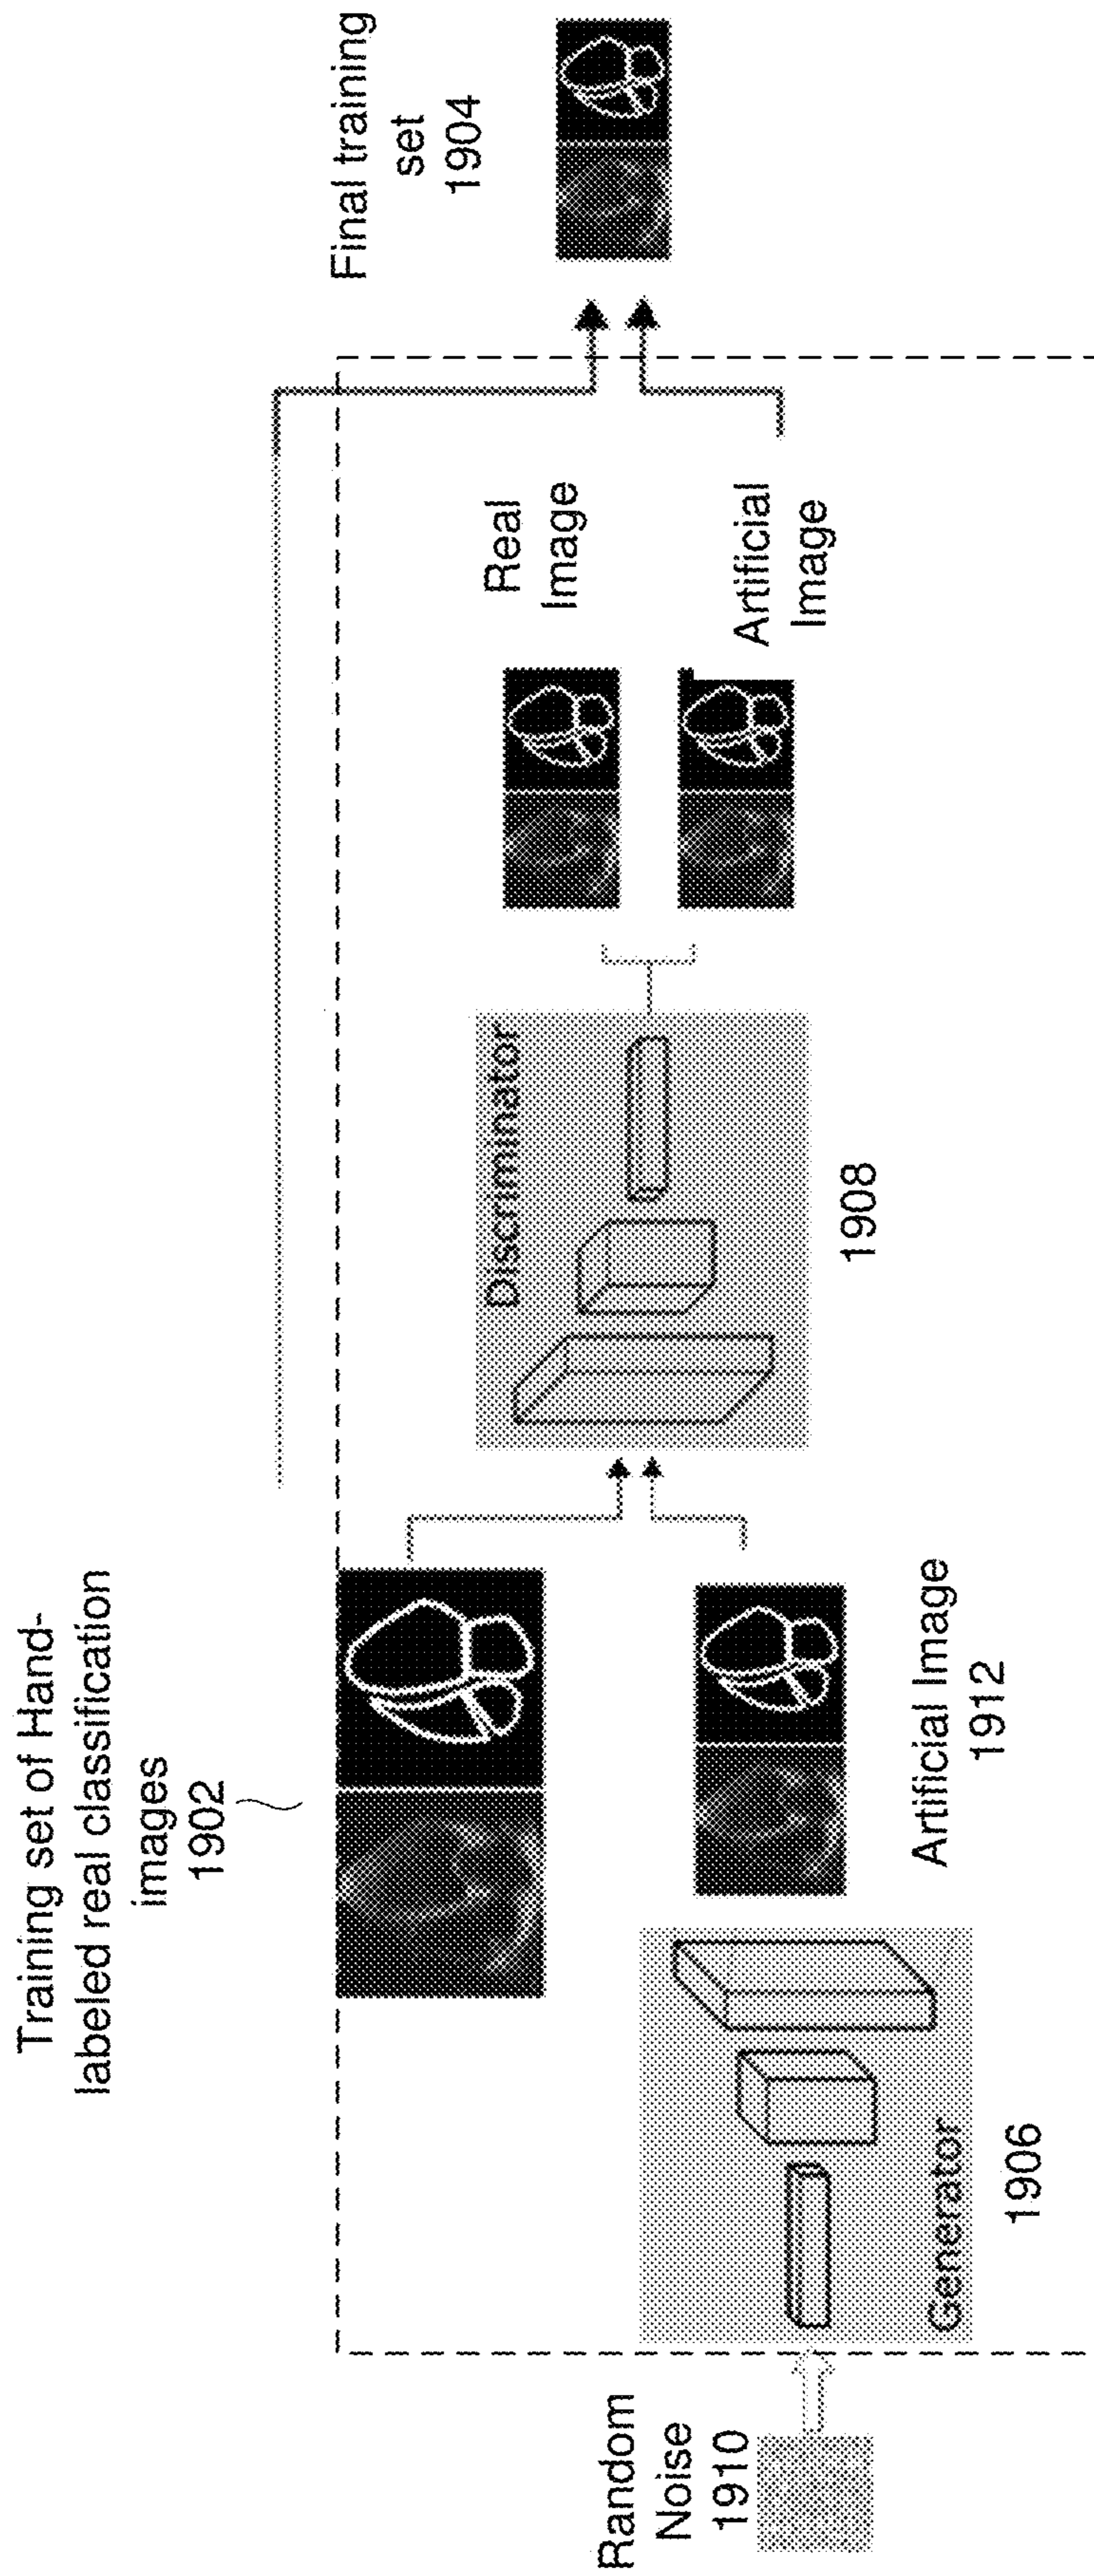 Training set of Hand-
labeled real classification
images
1902
Final training
set
1904
Real
Image
Artificial
Image
Discriminator
1908
Artificial Image
1912
Generator
1906
Random
Noise
1910